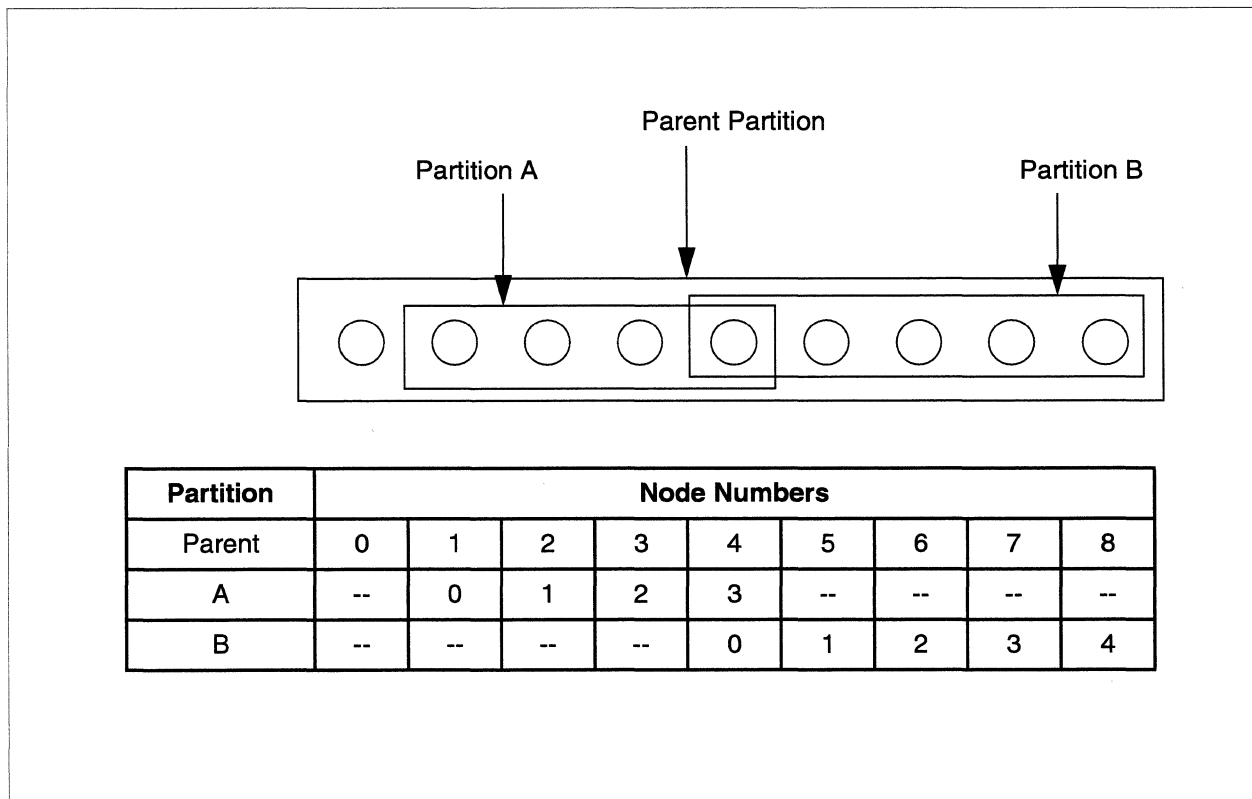 Parent Partition
Partition A
Partition B
Partition Node Numbers
Parent 0 1 2 3 4 5 6 7 8
A -- 0 1 2 3 -- -- -- --
B -- -- -- -- 0 1 2 3 4